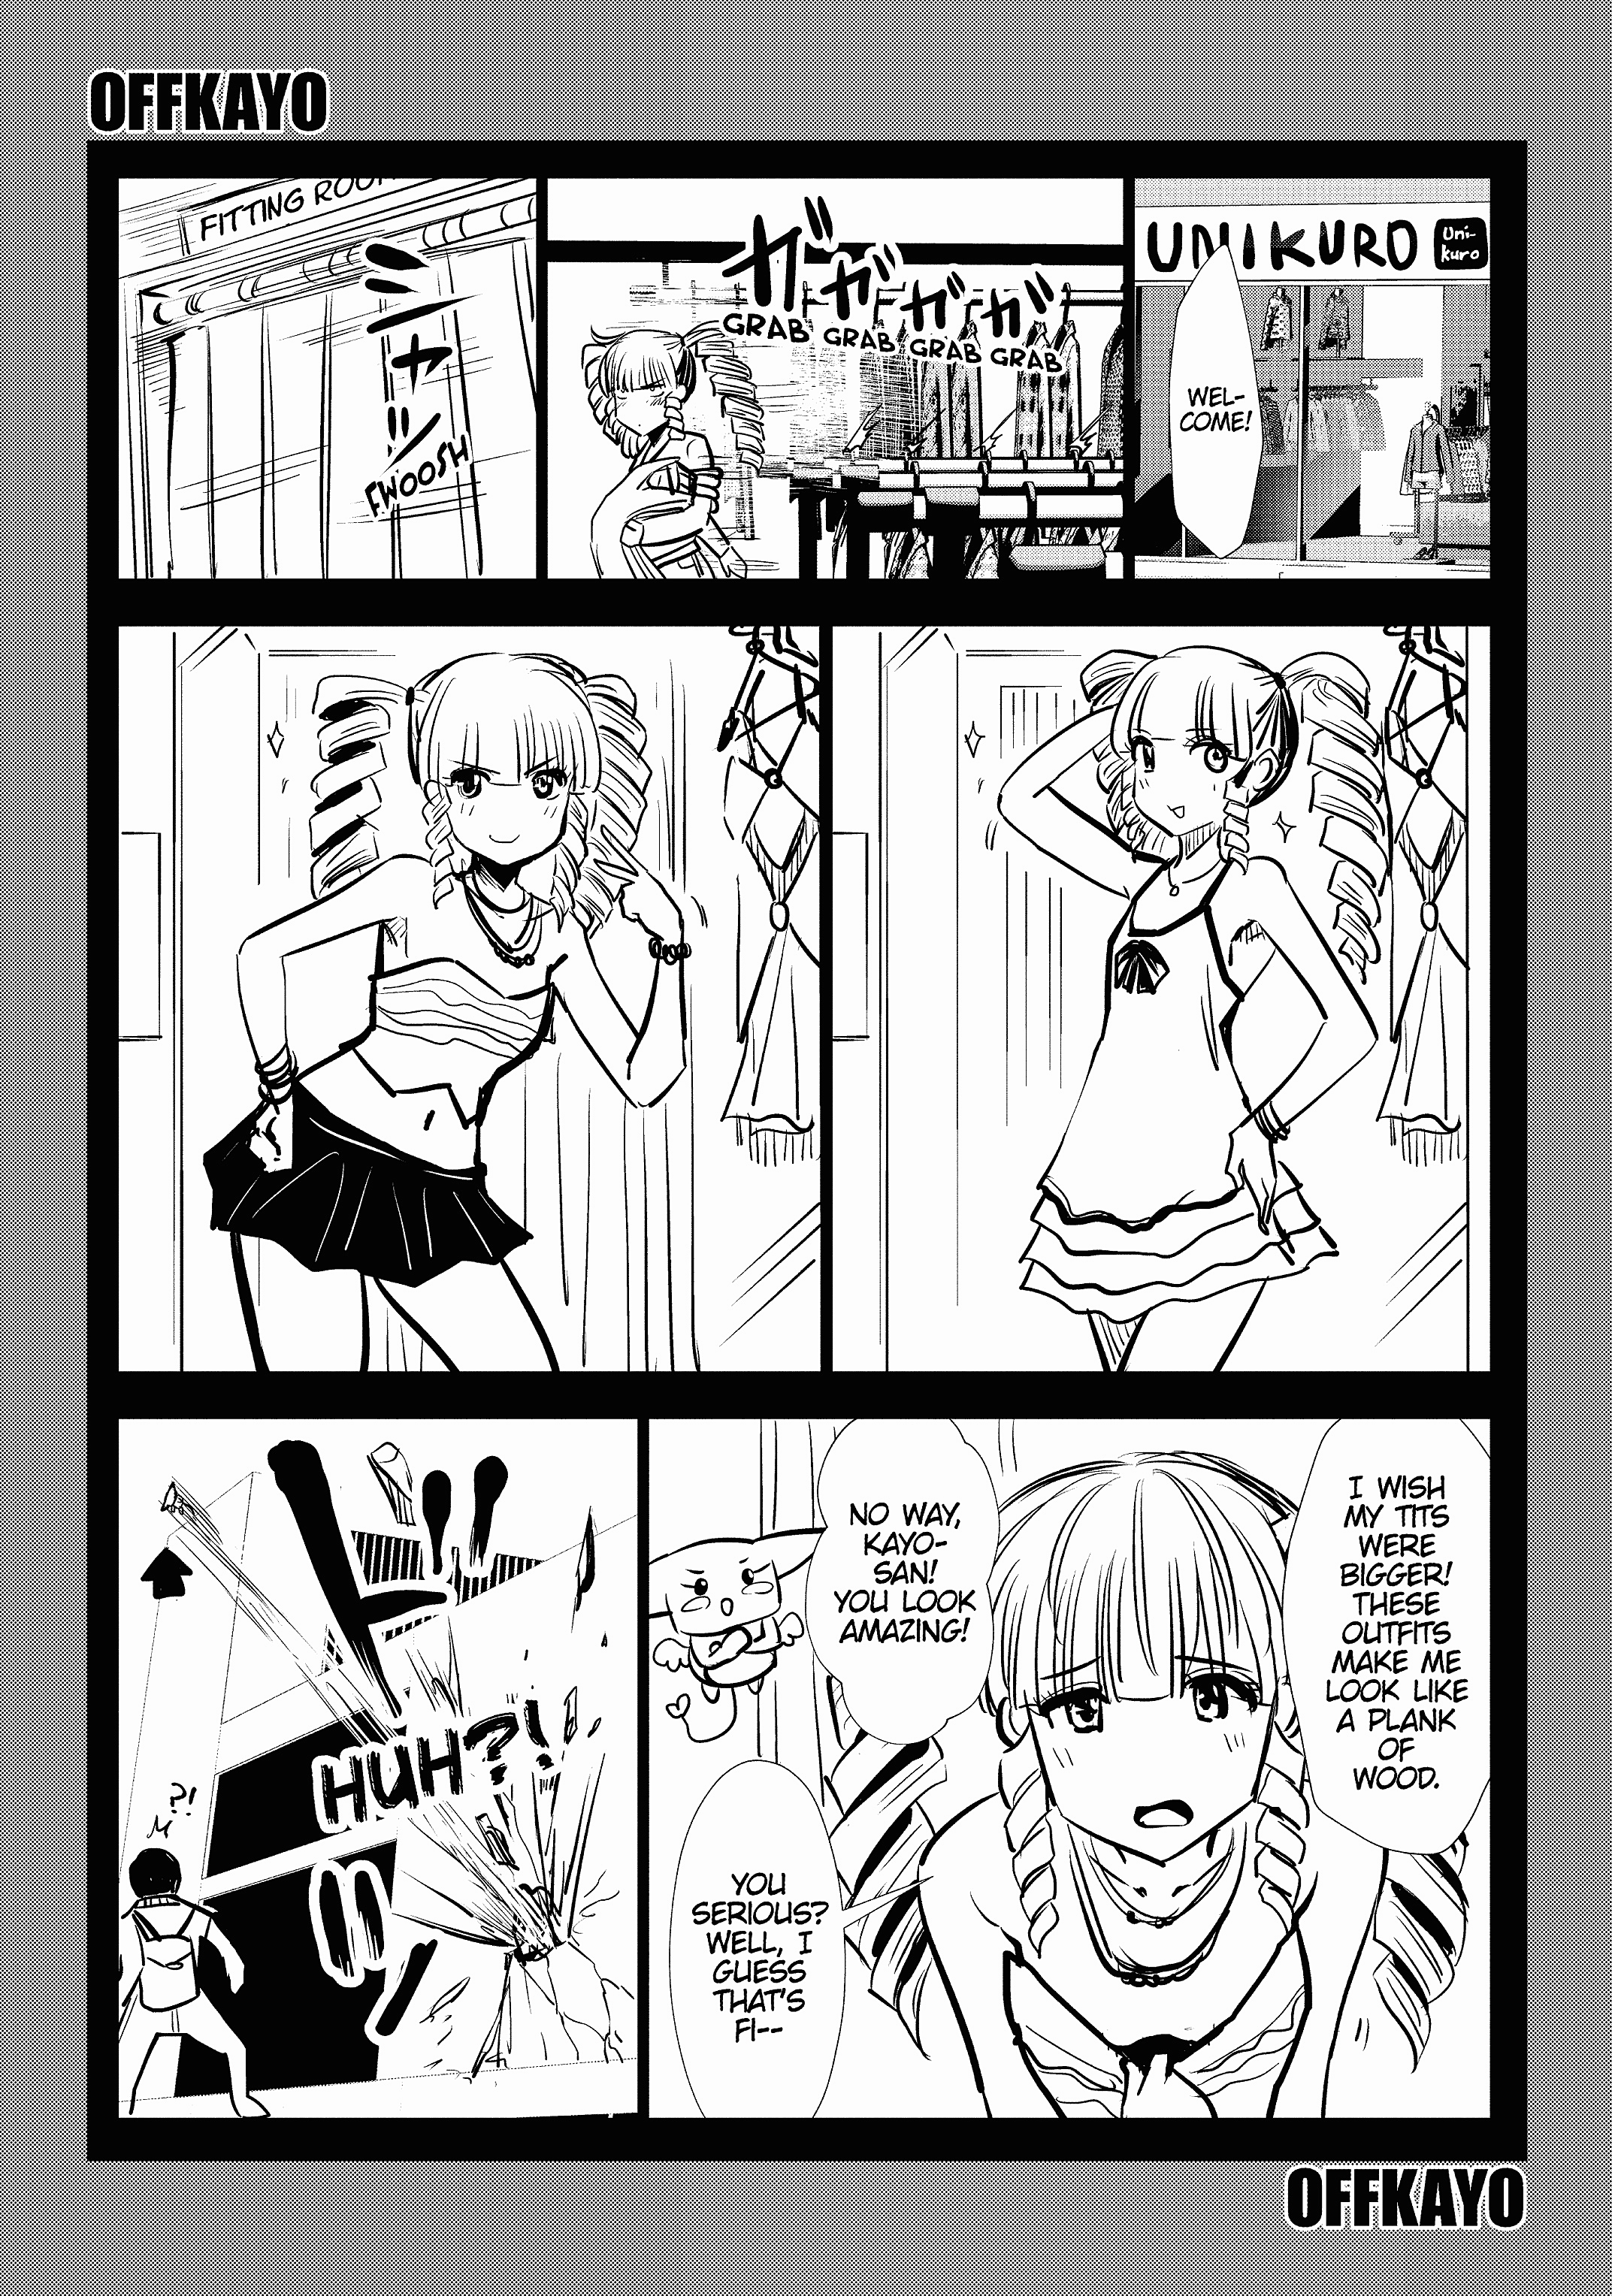 OFFKAYO
UNIKURO
Uni-
kuro
WEL-
COME!
ガガガガ
GRAB GRAB GRAB GRAB
FITTING ROOM
シャッ
FWOOSH
I WISH
MY TITS
WERE
BIGGER!
THESE
OUTFITS
MAKE ME
LOOK LIKE
A PLANK
OF
WOOD.
NO WAY,
KAYO-
SAN!
YOU LOOK
AMAZING!
YOU
SERIOUS?
WELL, I
GUESS
THAT'S
FI--
HUH?!
?!
OFFKAYO